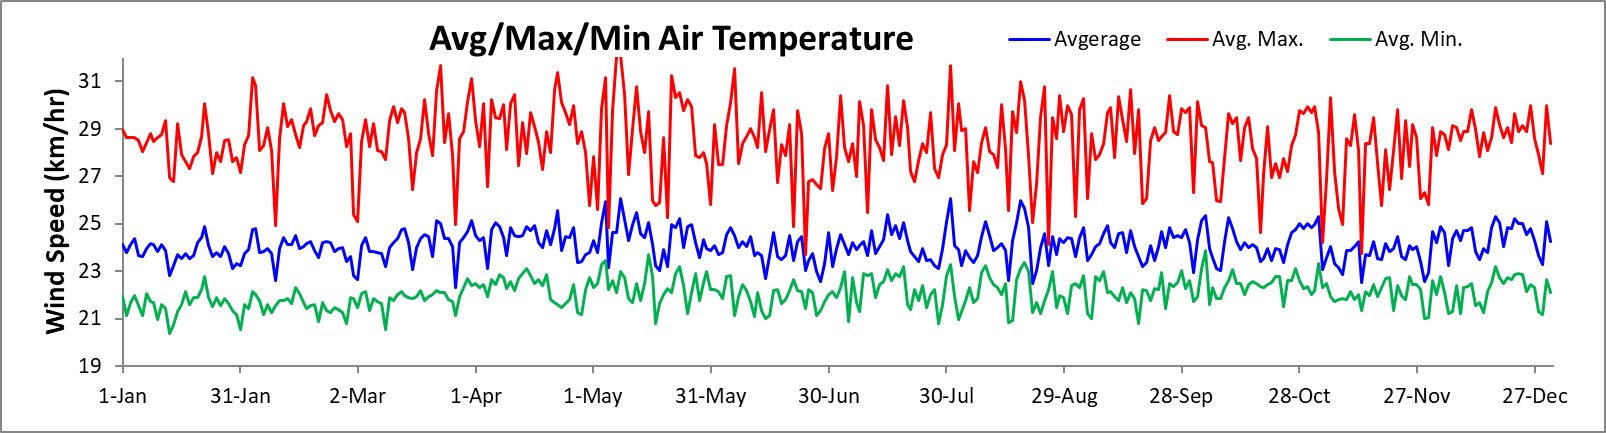 Avg/Max/Min Air Temperature
Avgerage
Avg. Max.
Avg. Min.
Wind Speed (km/hr)
31
29
27
25
23
21
19
1-Jan 31-Jan 2-Mar 1-Apr 1-May 31-May 30-Jun 30-Jul 29-Aug 28-Sep 28-Oct 27-Nov 27-Dec